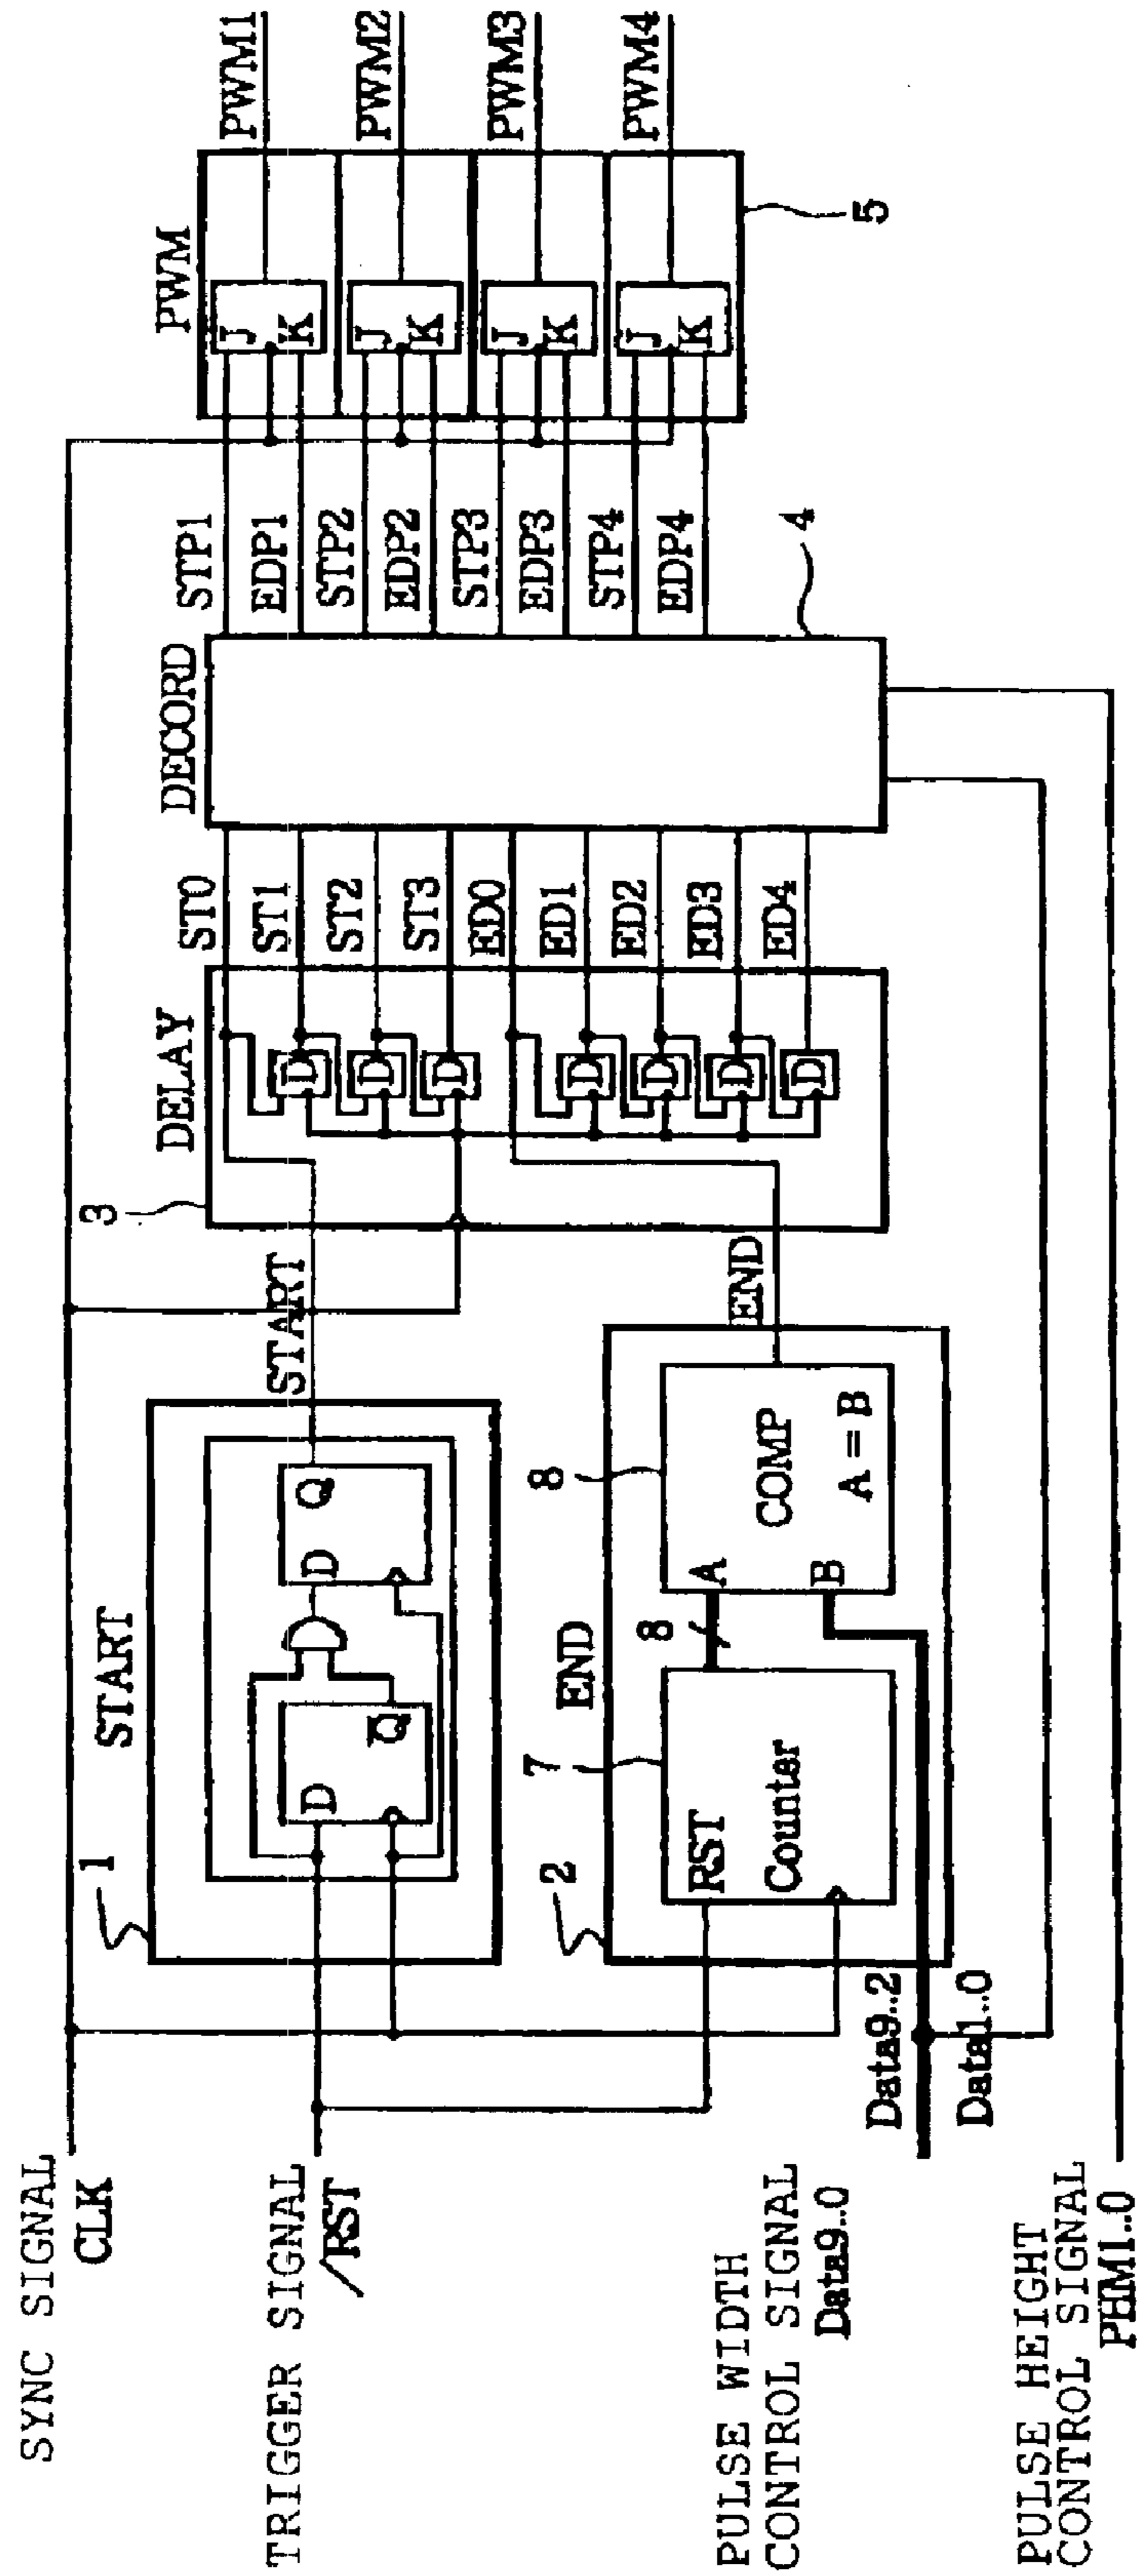 SYNC SIGNAL
CLK
TRIGGER SIGNAL
/RST
PULSE WIDTH
CONTROL SIGNAL
Data9..0
PULSE HEIGHT
CONTROL SIGNAL
PHM1..0
Data9..2
Data1..0
1
START
D
Q
D
Q
START
2
END
7
RST
Counter
8
8
A
B
COMP
A = B
END
3
DELAY
D
D
D
D
D
D
D
ST0
ST1
ST2
ST3
ED0
ED1
ED2
ED3
ED4
DECORD
4
STP1
EDP1
STP2
EDP2
STP3
EDP3
STP4
EDP4
PWM
J
K
J
K
J
K
J
K
5
PWM1
PWM2
PWM3
PWM4